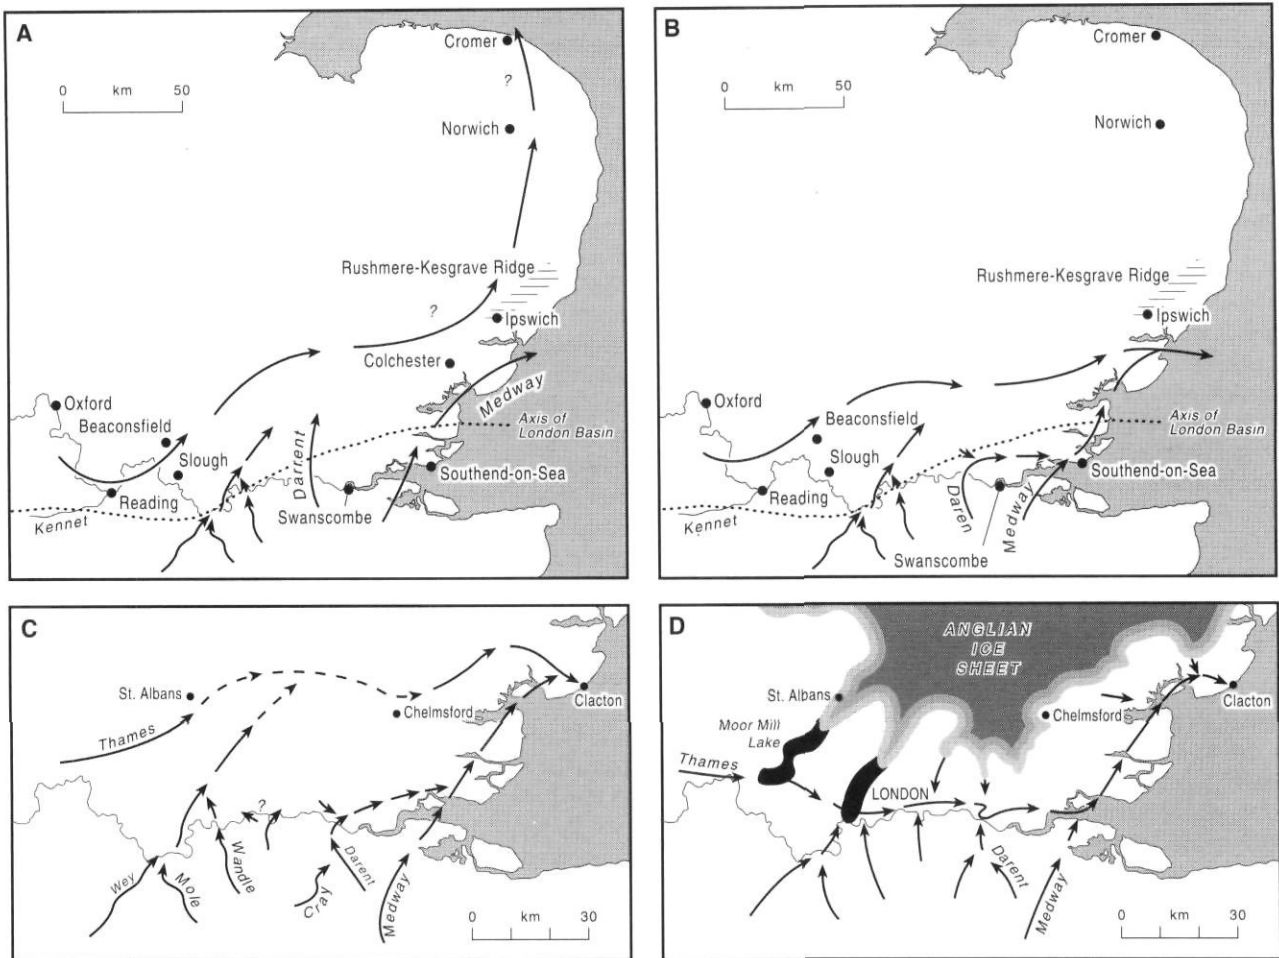 A
Cromer
0 km 50
?
Norwich
Rushmere-Kesgrave Ridge
?
Ipswich
Colchester
Medway
Oxford
Beaconsfield
Axis of
London Basin
Darrent
Slough
Southend-on-Sea
Reading
Swanscombe
Kennet
B
Cromer
0 km 50
Norwich
Rushmere-Kesgrave Ridge
Ipswich
Oxford
Beaconsfield
Axis of
London Basin
Slough
Southend-on-Sea
Reading
Daren
Medway
Kennet
Swanscombe
C
St. Albans
Clacton
Chelmsford
Thames
?
Wey
Mole
Wandle
Cray
Darent
Medway
0 km 30
D
ANGLIAN
ICE
SHEET
St. Albans
Clacton
Chelmsford
Moor Mill
Lake
Thames
LONDON
Darent
Medway
0 km 30